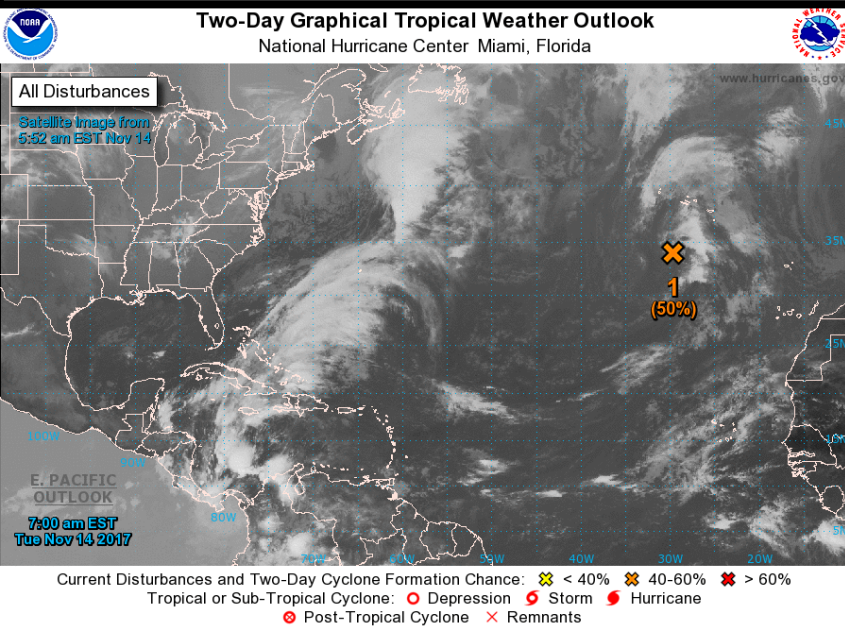 Two-Day Graphical Tropical Weather Outlook
National Hurricane Center Miami, Florida
NOAA
www.hurricanes.gov
All Disturbances
Satellite Image from
5:52 am EST Nov 14
45N
35N
1
(50%)
25N
15N
100W
90W
E. PACIFIC
OUTLOOK
7:00 am EST
Tue Nov 14 2017
80W
5N
70W 60W 50W 40W 30W 20W
Current Disturbances and Two-Day Cyclone Formation Chance: < 40% 40-60% > 60%
Tropical or Sub-Tropical Cyclone: Depression Storm Hurricane
Post-Tropical Cyclone Remnants